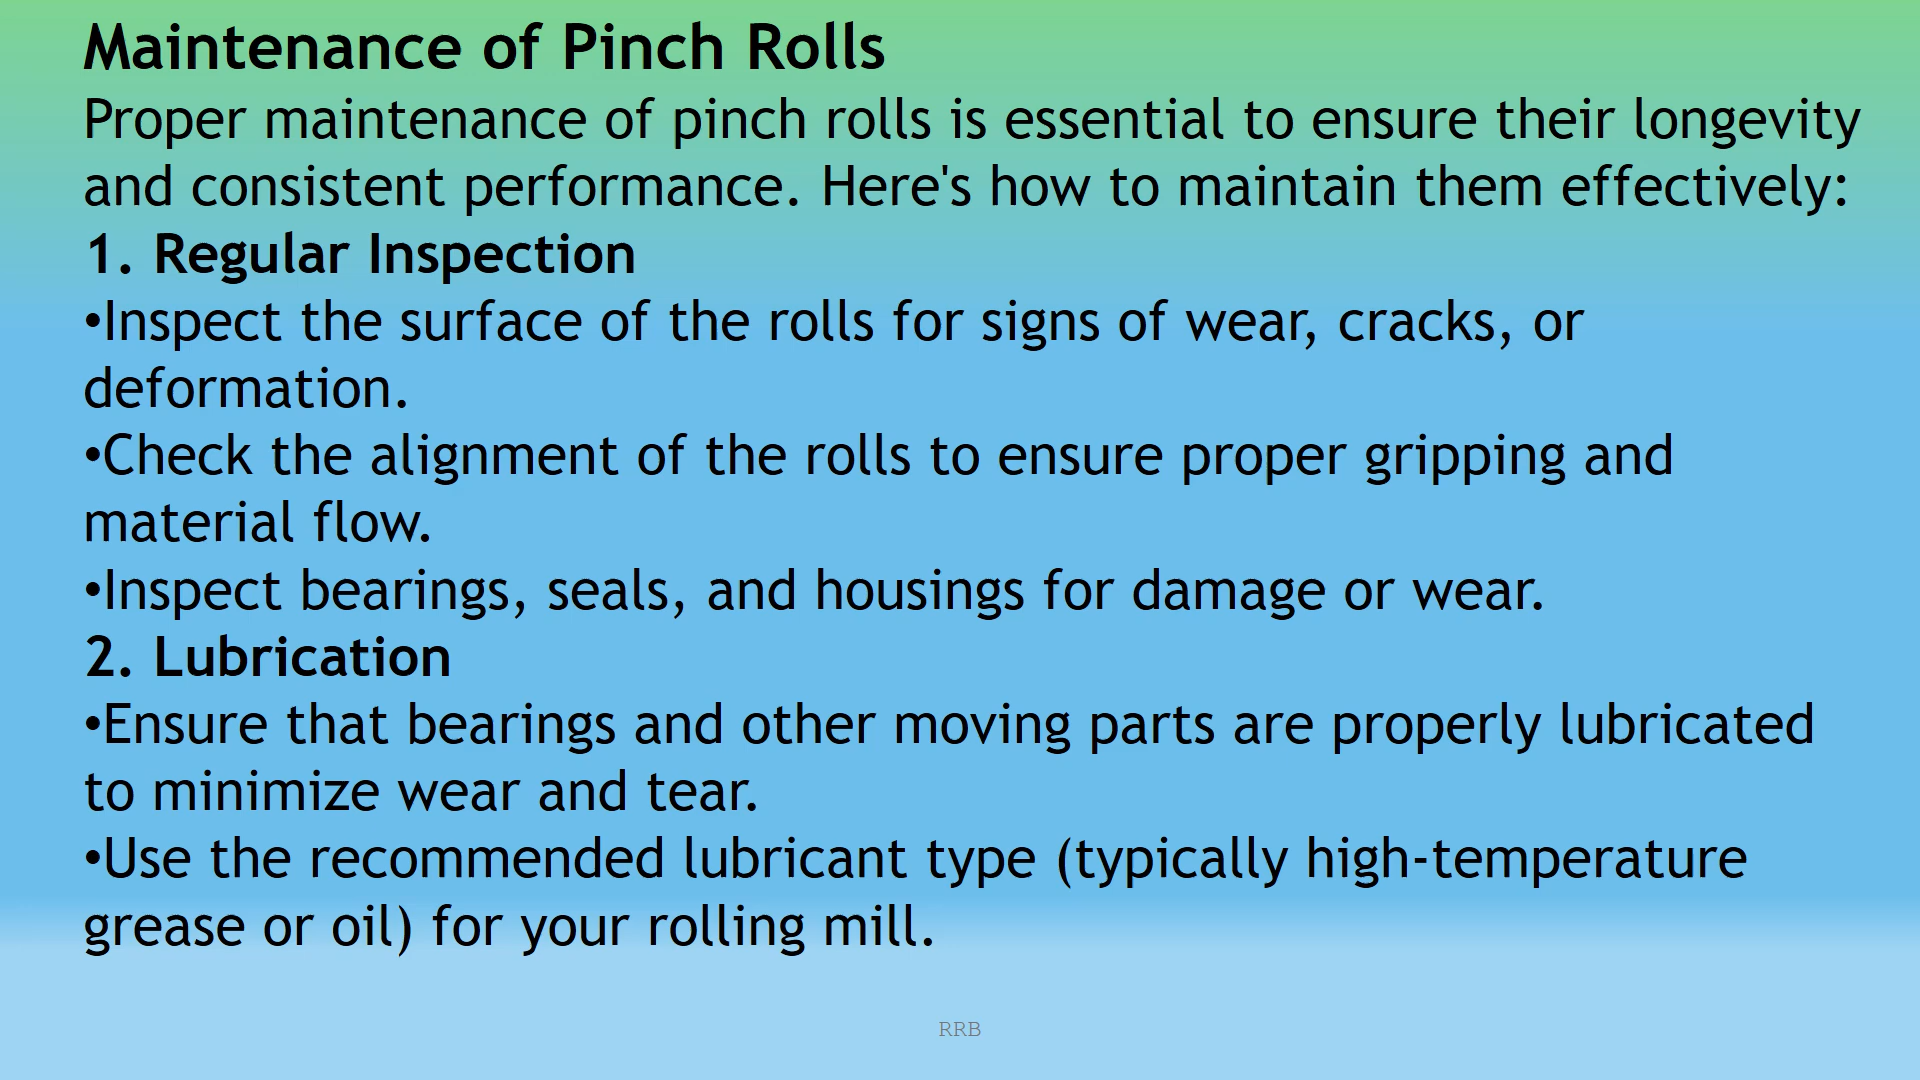 Maintenance of Pinch Rolls
Proper maintenance of pinch rolls is essential to ensure their longevity
and consistent performance. Here's how to maintain them effectively:
1. Regular Inspection
•Inspect the surface of the rolls for signs of wear, cracks, or
deformation.
•Check the alignment of the rolls to ensure proper gripping and
material flow.
•Inspect bearings, seals, and housings for damage or wear.
2. Lubrication
•Ensure that bearings and other moving parts are properly lubricated
to minimize wear and tear.
•Use the recommended lubricant type (typically high-temperature
grease or oil) for your rolling mill.
RRB